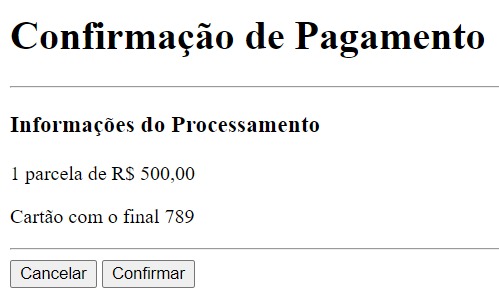 Confirmação de Pagamento
Informações do Processamento
1 parcela de R$ 500,00
Cartão com o final 789
Cancelar Confirmar